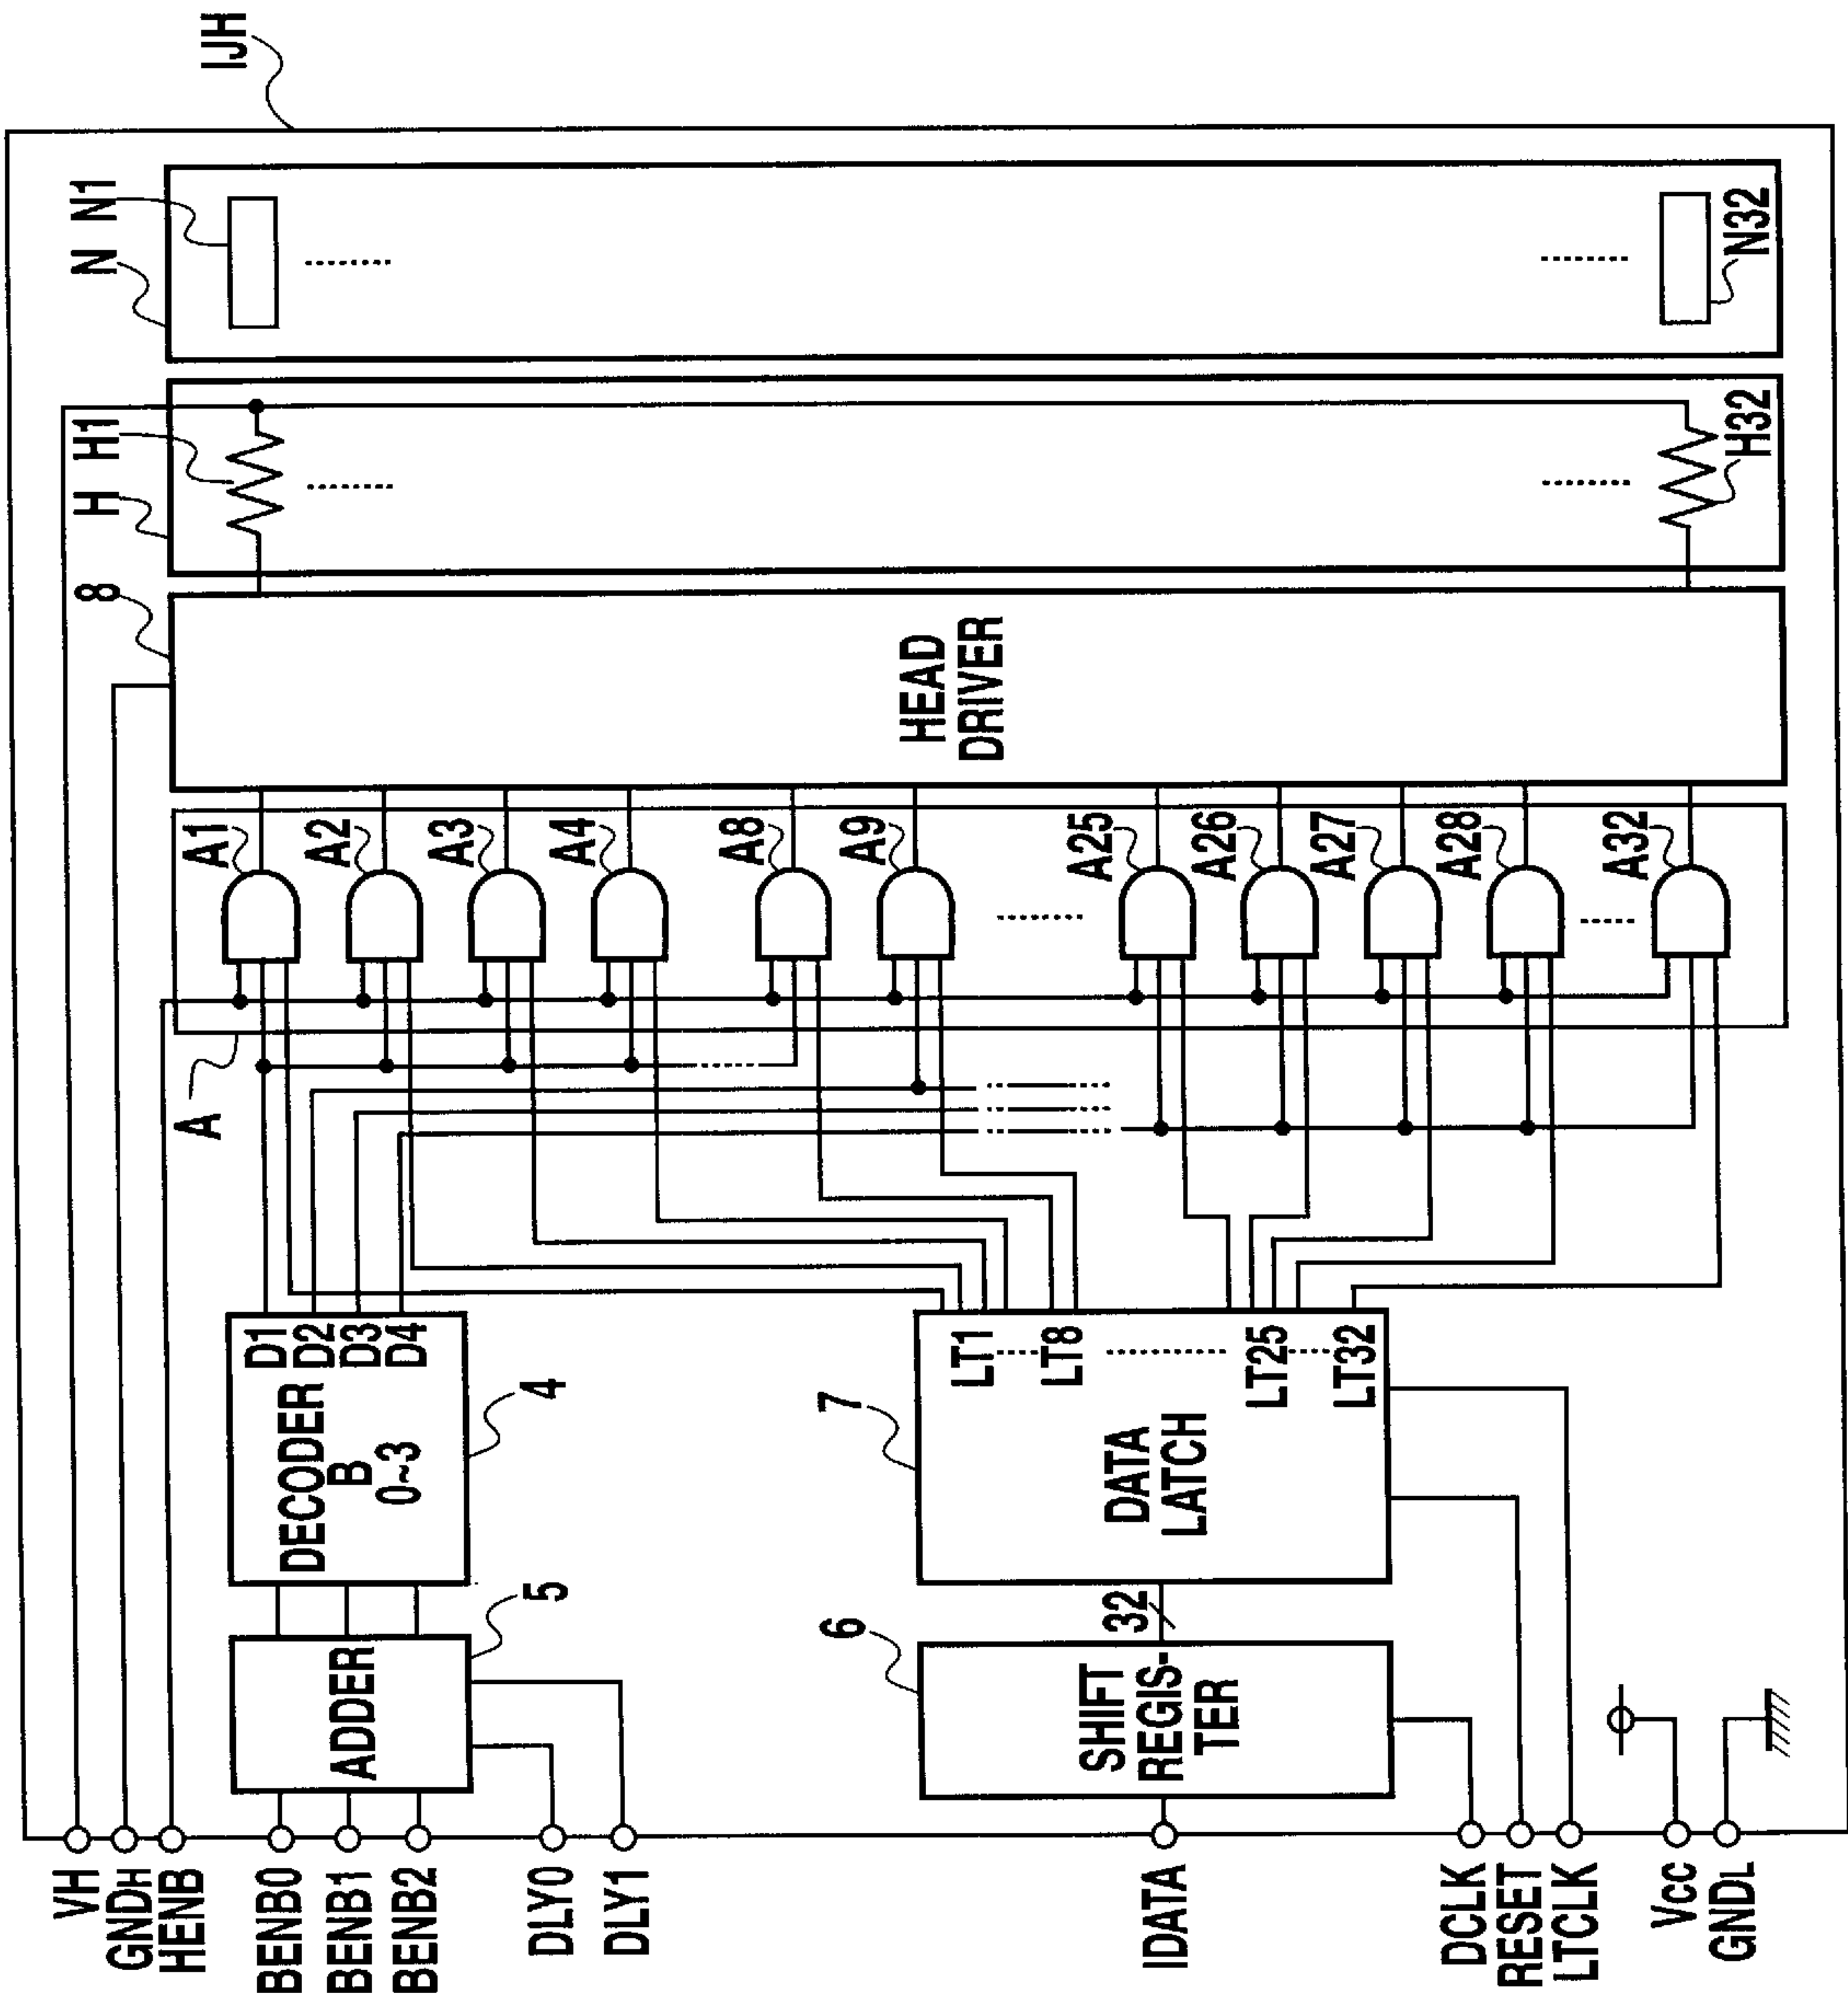 IJH
N1
N
H1
H
8
N32
H32
HEAD
DRIVER
A1
A2
A3
A4
A8
A9
A25
A26
A27
A28
A32
A
D1
D2
D3
D4
DECODER
B
0~3
4
LT1
LT8
LT25
LT32
DATA
LATCH
7
ADDER
5
32
SHIFT
REGIS-
TER
6
VH
GNDH
HENB
BENB0
BENB1
BENB2
DLY0
DLY1
IDATA
DCLK
RESET
LTCLK
VCC
GNDL